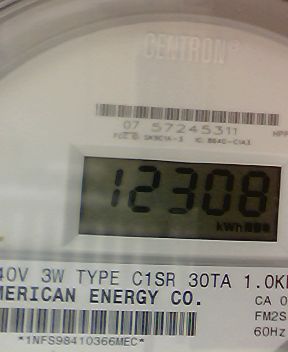 CENTRON®
07 57245311
12308
kWh
40V 3W TYPE C1SR 30TA 1.0K
MERICAN ENERGY CO.
CA 0
FM2S
60Hz
*1NFS98410366MEC*